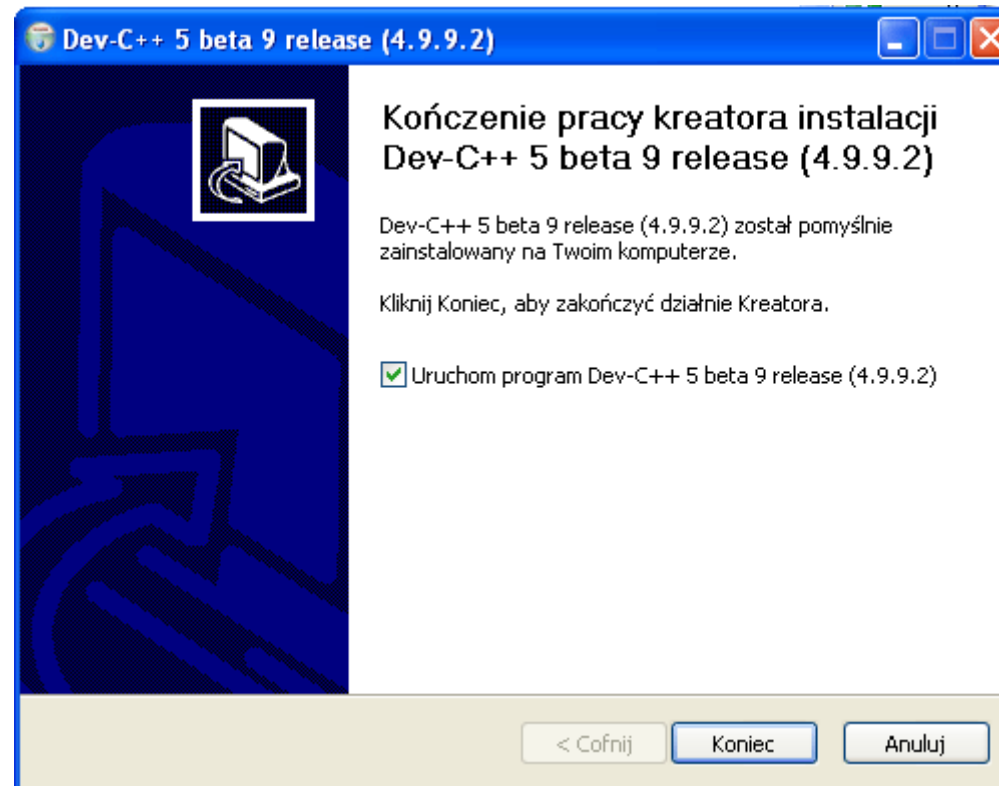 Dev-C++ 5 beta 9 release (4.9.9.2)
Kończenie pracy kreatora instalacji
Dev-C++ 5 beta 9 release (4.9.9.2)
Dev-C++ 5 beta 9 release (4.9.9.2) został pomyślnie
zainstalowany na Twoim komputerze.
Kliknij Koniec, aby zakończyć działnie Kreatora.
Uruchom program Dev-C++ 5 beta 9 release (4.9.9.2)
< Cofnij Koniec Anuluj